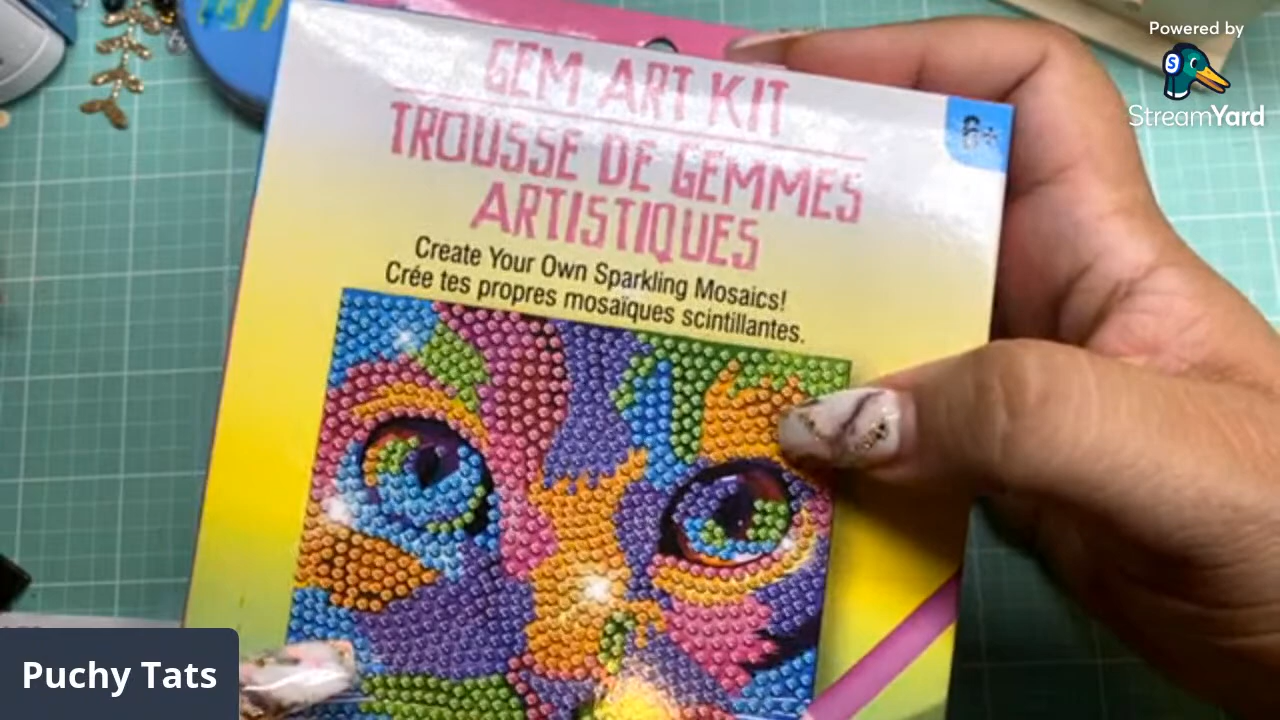 Powered by
S
StreamYard
GEM ART KIT
6+
TROUSSE DE GEMMES
ARTISTIQUES
Create Your Own Sparkling Mosaics!
Crée tes propres mosaïques scintillantes.
Puchy Tats